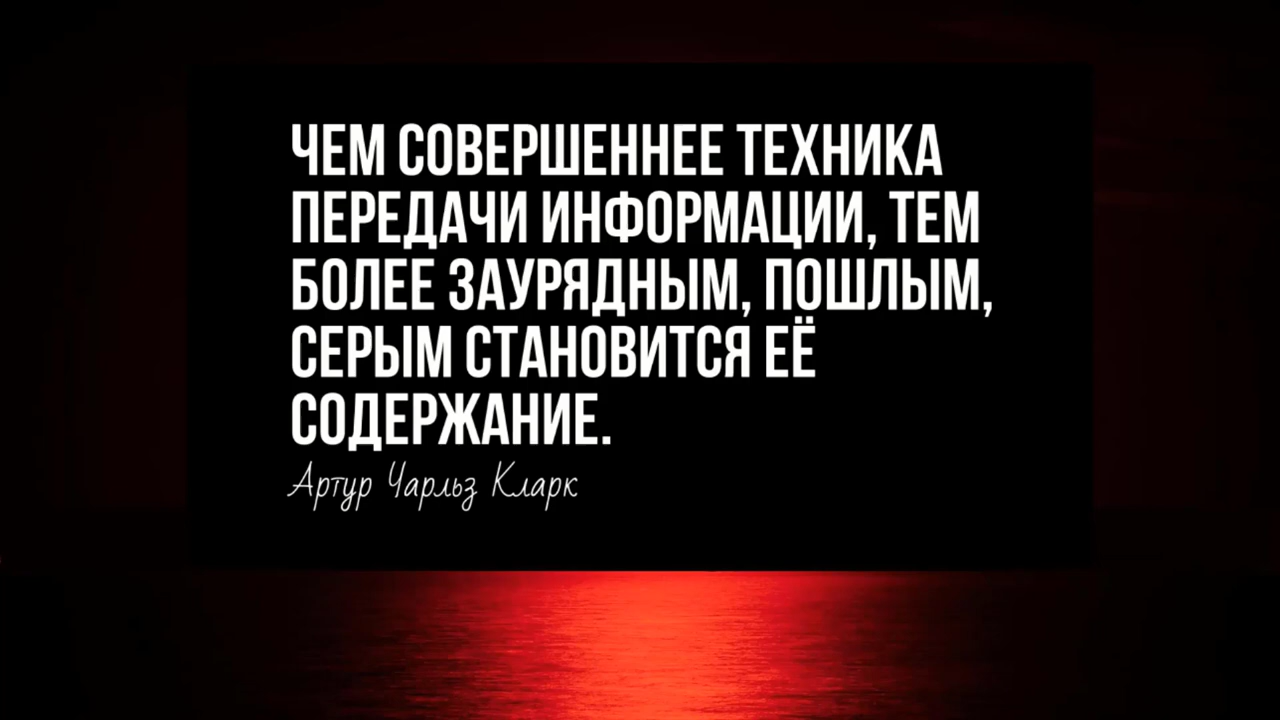 ЧЕМ СОВЕРШЕННЕЕ ТЕХНИКА
ПЕРЕДАЧИ ИНФОРМАЦИИ, ТЕМ
БОЛЕЕ ЗАУРЯДНЫМ, ПОШЛЫМ,
СЕРЫМ СТАНОВИТСЯ ЕЁ
СОДЕРЖАНИЕ.
Артур Чарльз Кларк